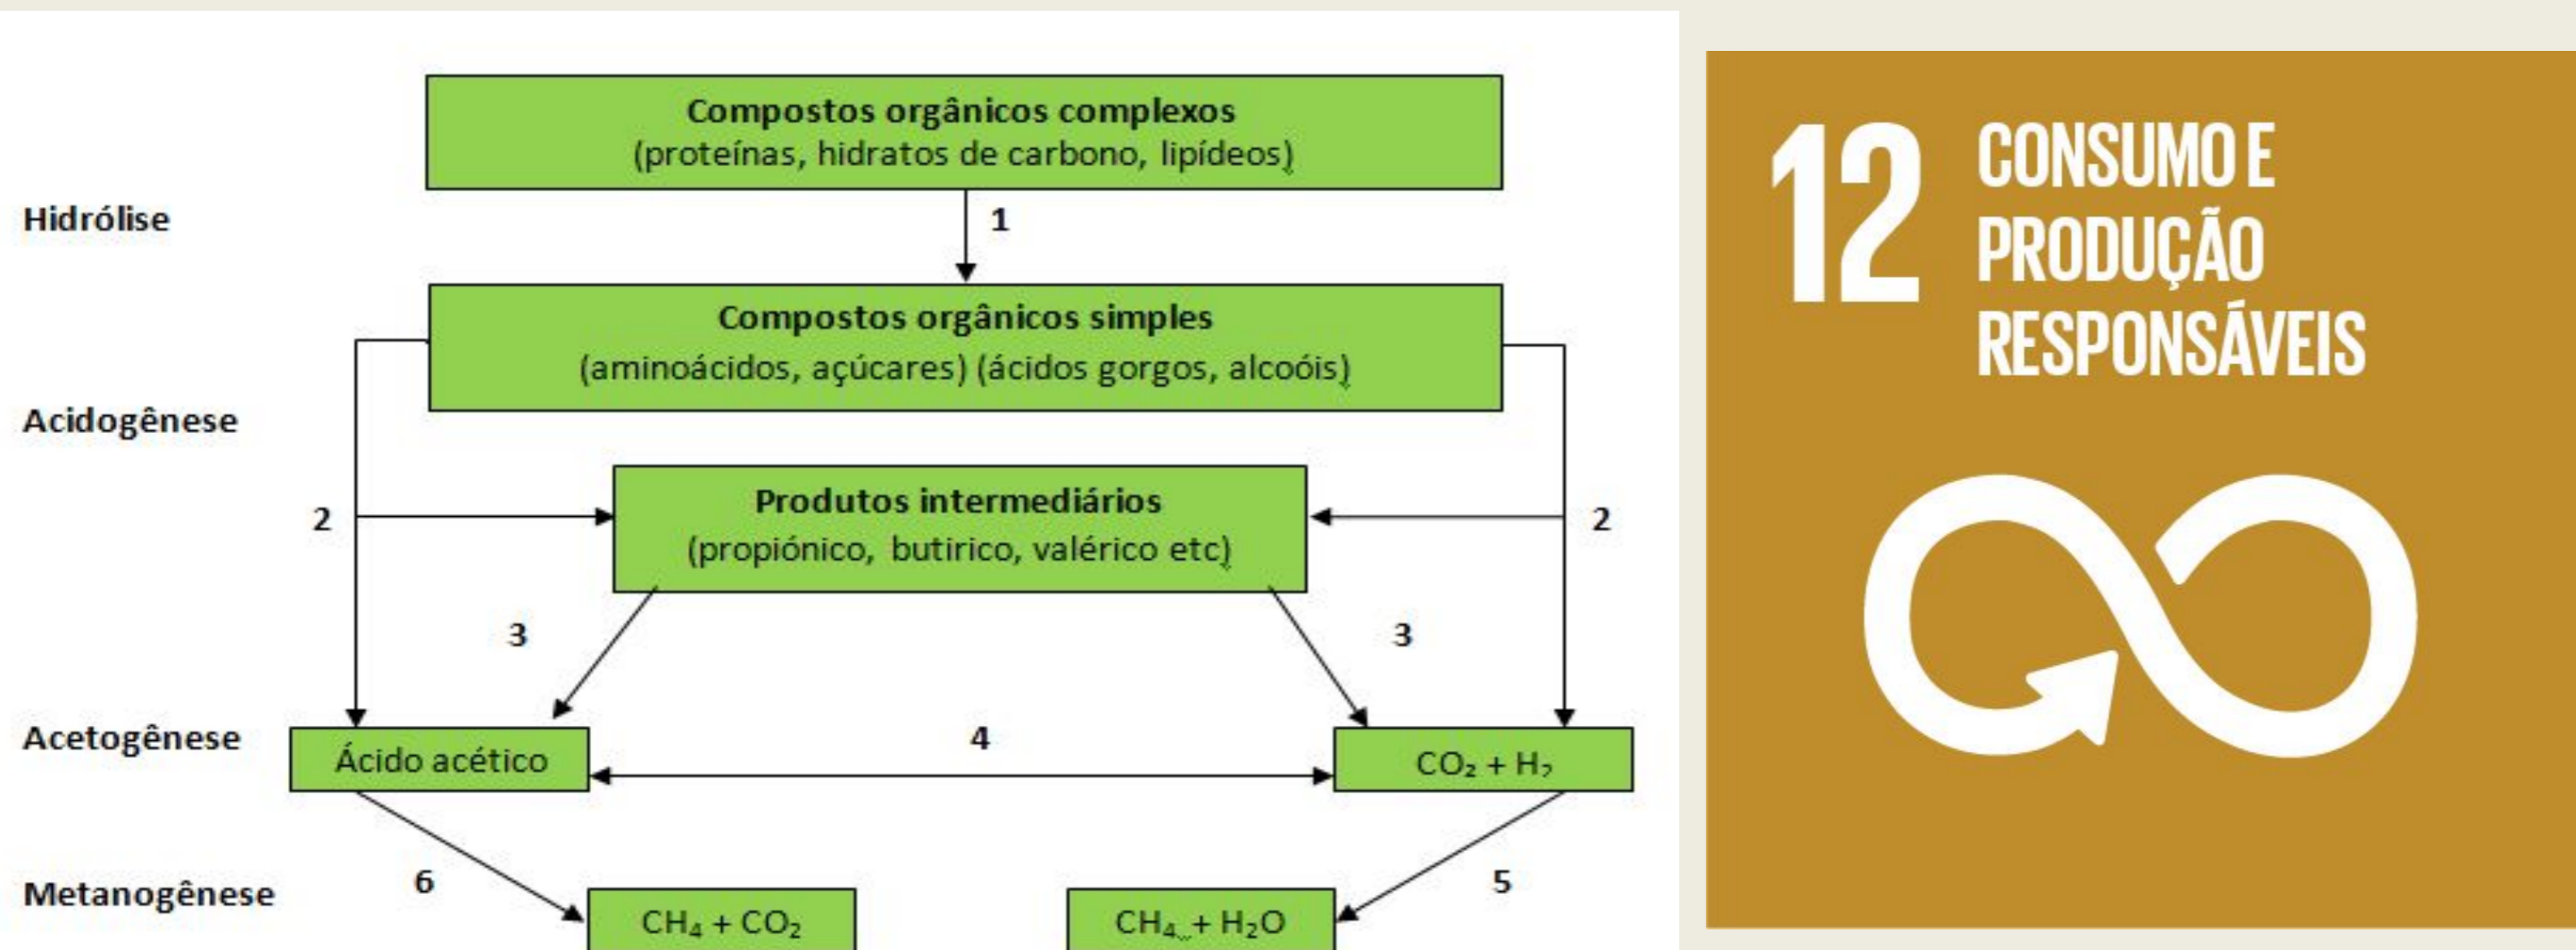 Compostos orgânicos complexos
(proteínas, hidratos de carbono, lipídeos)
Hidrólise
1
Compostos orgânicos simples
(aminoácidos, açúcares) (ácidos gorgos, alcoóis)
Acidogênese
Produtos intermediários
(propiónico, butirico, valérico etc)
2
2
3
3
Acetogênese
4
Ácido acético
CO₂ + H₂
Metanogênese
6
5
CH₄ + CO₂
CH₄ + H₂O
12
CONSUMO E
PRODUÇÃO
RESPONSÁVEIS